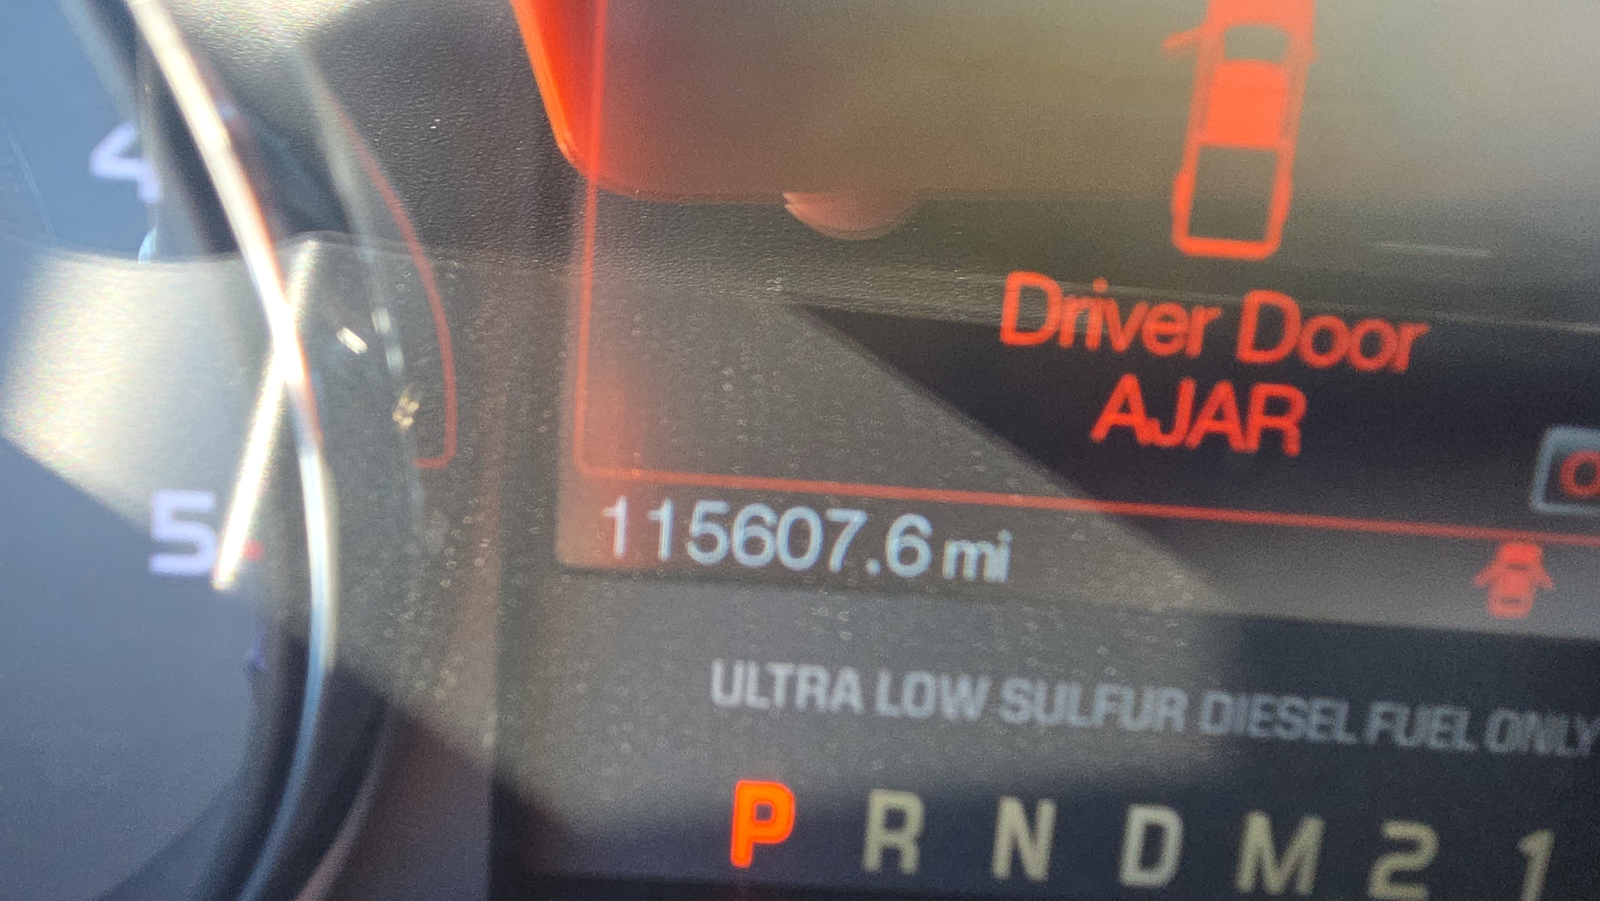 4
Driver Door
AJAR
5
115607.6 mi
ULTRA LOW SULFUR DIESEL FUEL ONLY
P R N D M 2 1